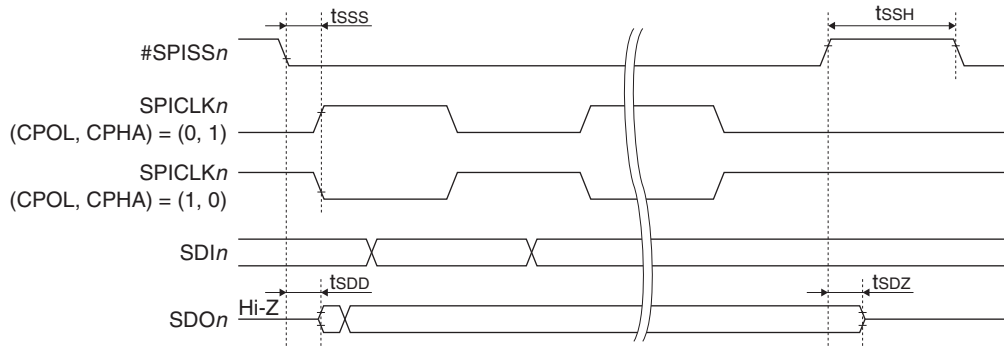 tSSS
tSSH
#SPISSn
SPICLKn
(CPOL, CPHA) = (0, 1)
SPICLKn
(CPOL, CPHA) = (1, 0)
SDIn
tSDD
tSDZ
Hi-Z
SDOn